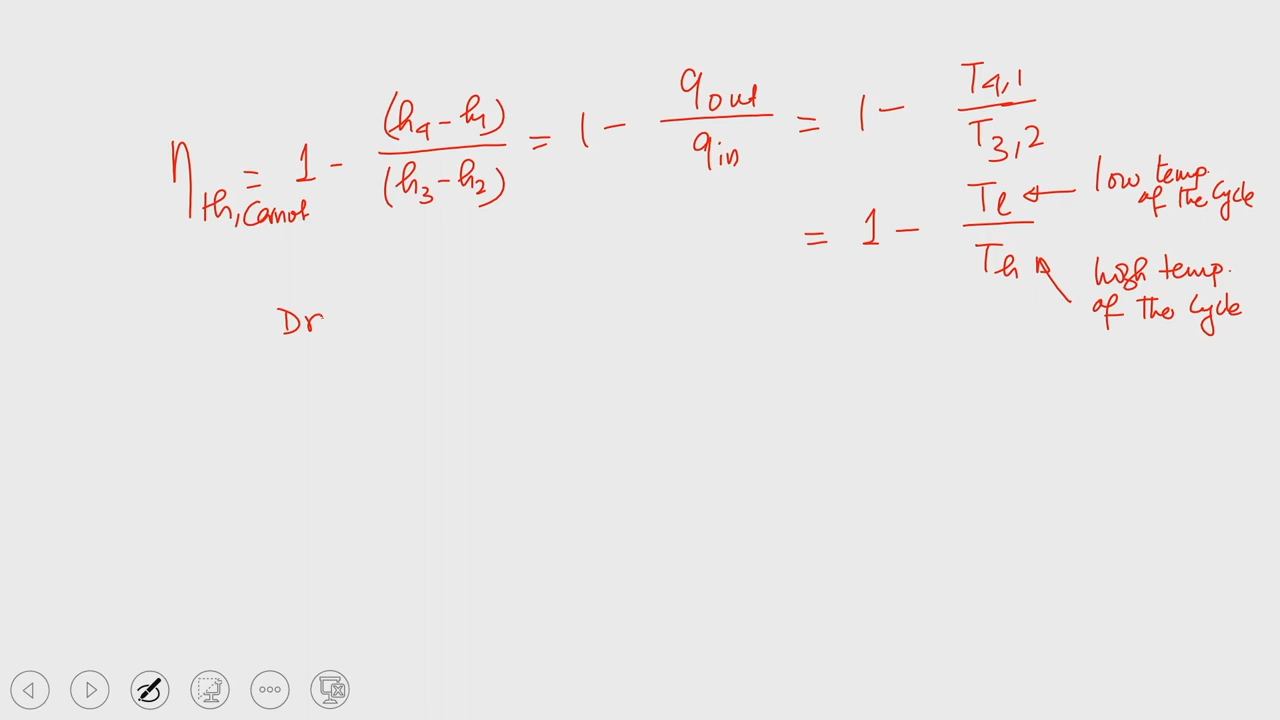 η_th,Carnot = 1 - (h4 - h1)/(h3 - h2) = 1 - qout/qin = 1 - T4,1/T3,2
= 1 - Tl/Th
low temp. of the Cycle
high temp. of the Cycle
Dr